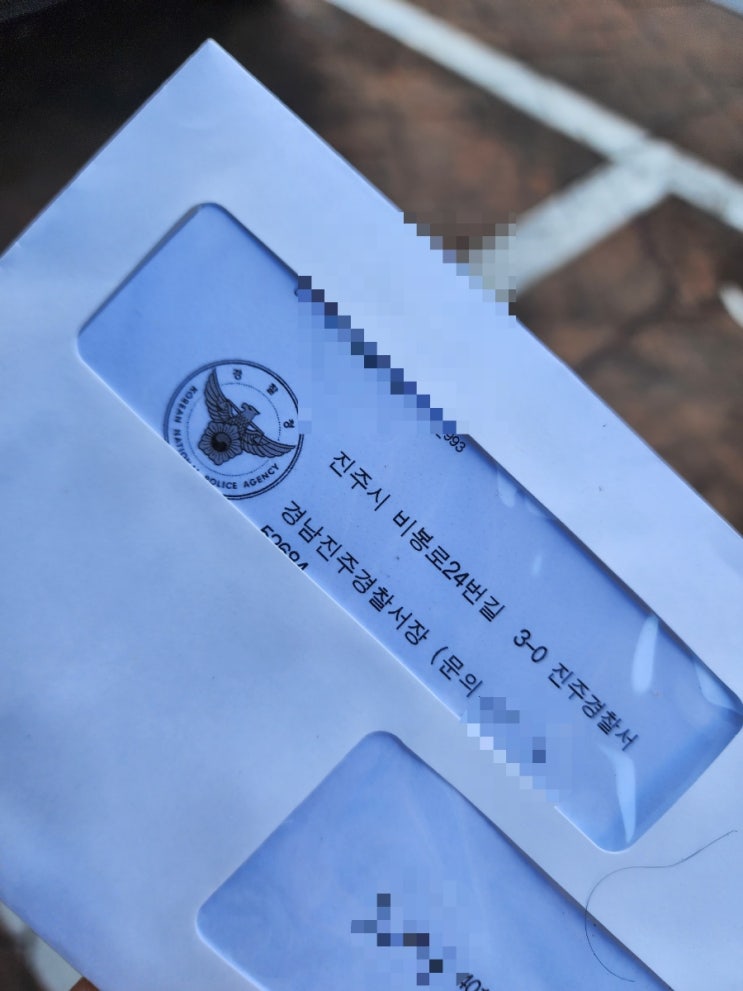 경찰청
KOREAN NATIONAL POLICE AGENCY
진주시 비봉로24번길 3-0 진주경찰서
경남진주경찰서장 (문의
52684